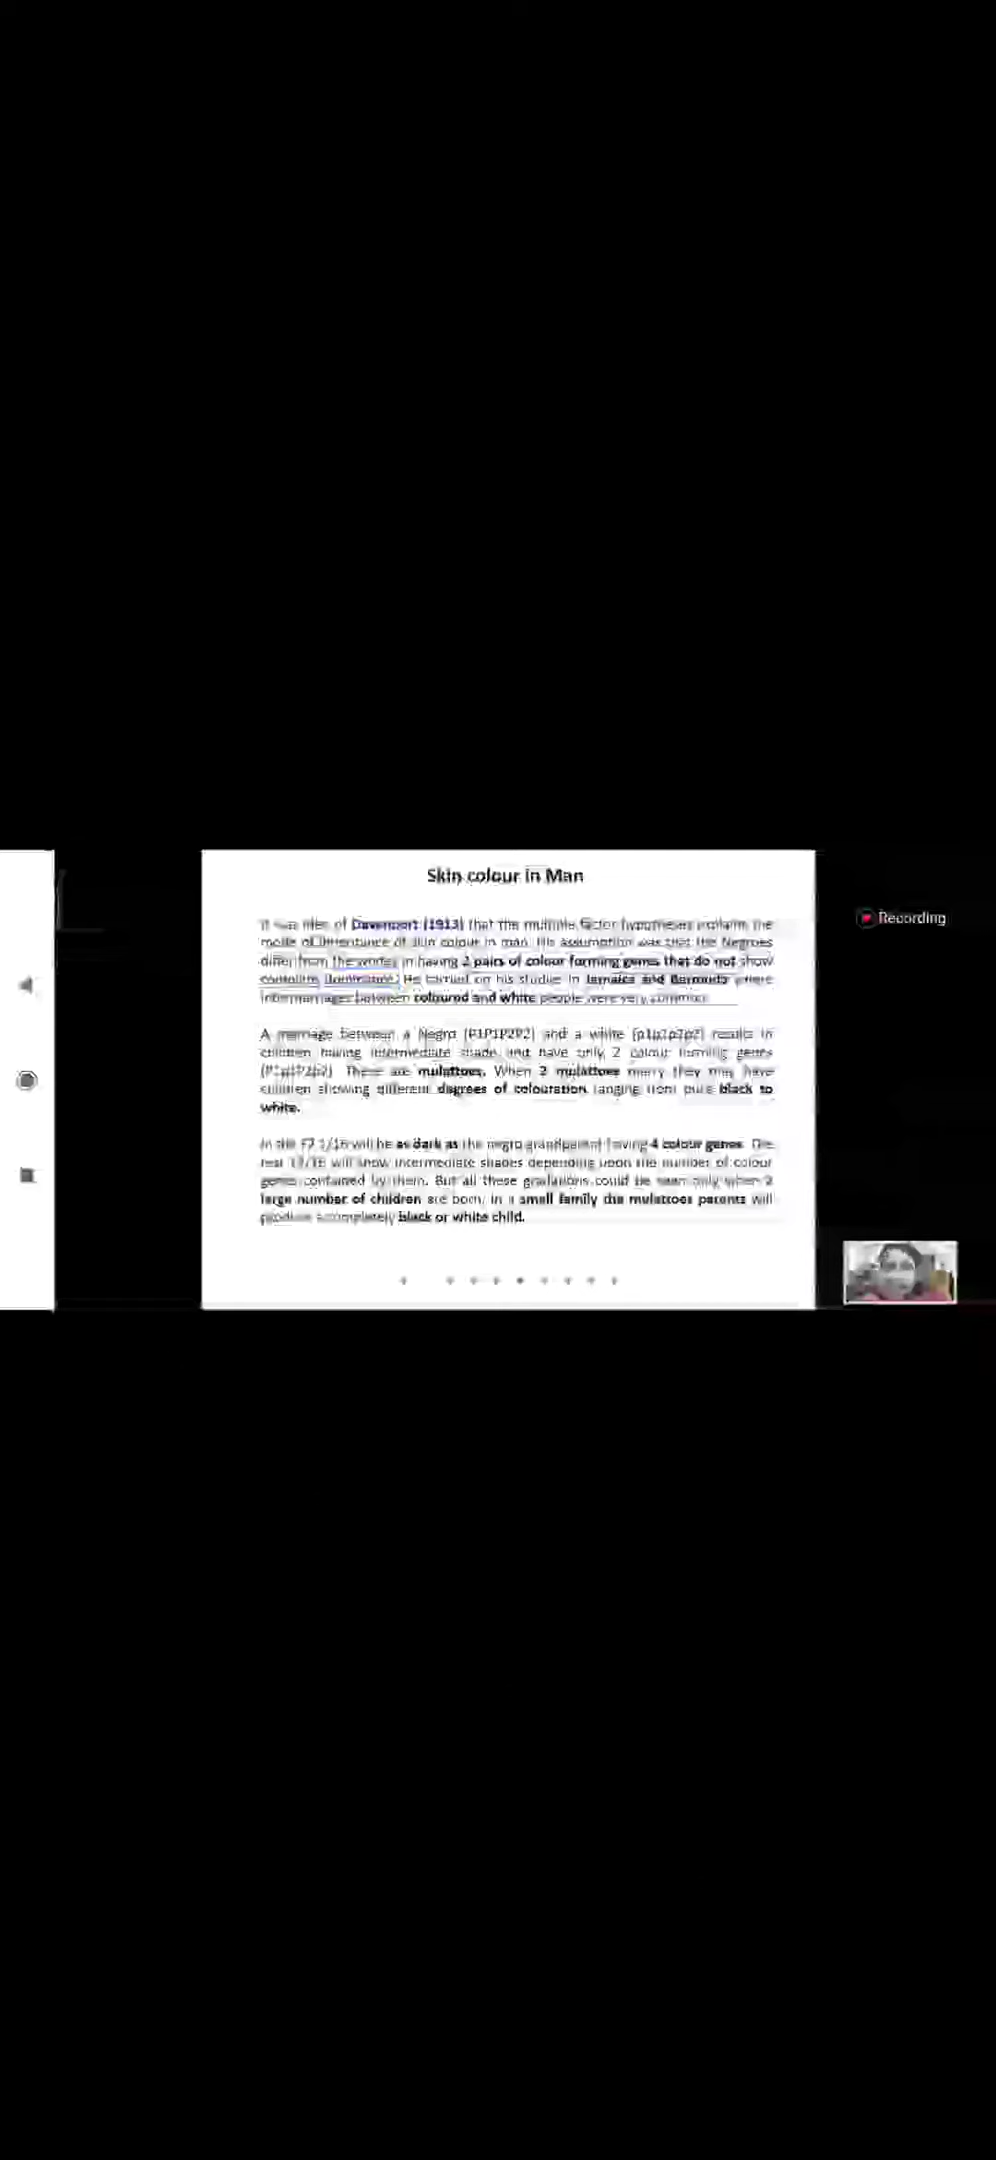 Skin colour in Man
It was idea of Davenport (1913) that the multiple factor hypotheses explains the
mode of inheritance of skin colour in man. His assumption was that the Negroes
differ from the whites in having 2 pairs of colour forming genes that do not show
complete dominance. He carried on his studies in Jamaica and Bermuda where
intermarriages between coloured and white people were very common.
A marriage between a Negro (P1P1P2P2) and a white (p1p1p2p2) results in
children having intermediate shade and have only 2 colour forming genes
(P1p1P2p2). These are mulattoes. When 2 mulattoes marry they may have
children showing different degrees of colouration ranging from pure black to
white.
In the F2 1/16 will be as dark as the negro grandparent having 4 colour genes. The
rest will show intermediate shades depending upon the number of colour
genes contained by them. But all these gradations could be seen only when a
large number of children are born. In a small family the mulattoes parents will
produce a completely black or white child.
Recording